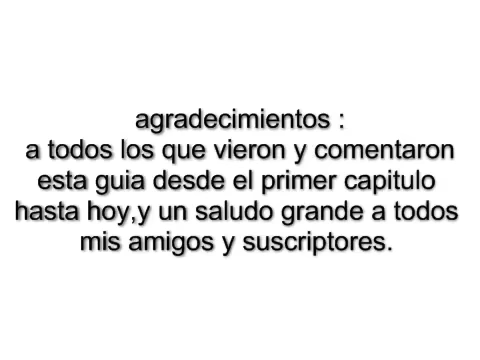 agradecimientos :
a todos los que vieron y comentaron
esta guia desde el primer capitulo
hasta hoy,y un saludo grande a todos
mis amigos y suscriptores.